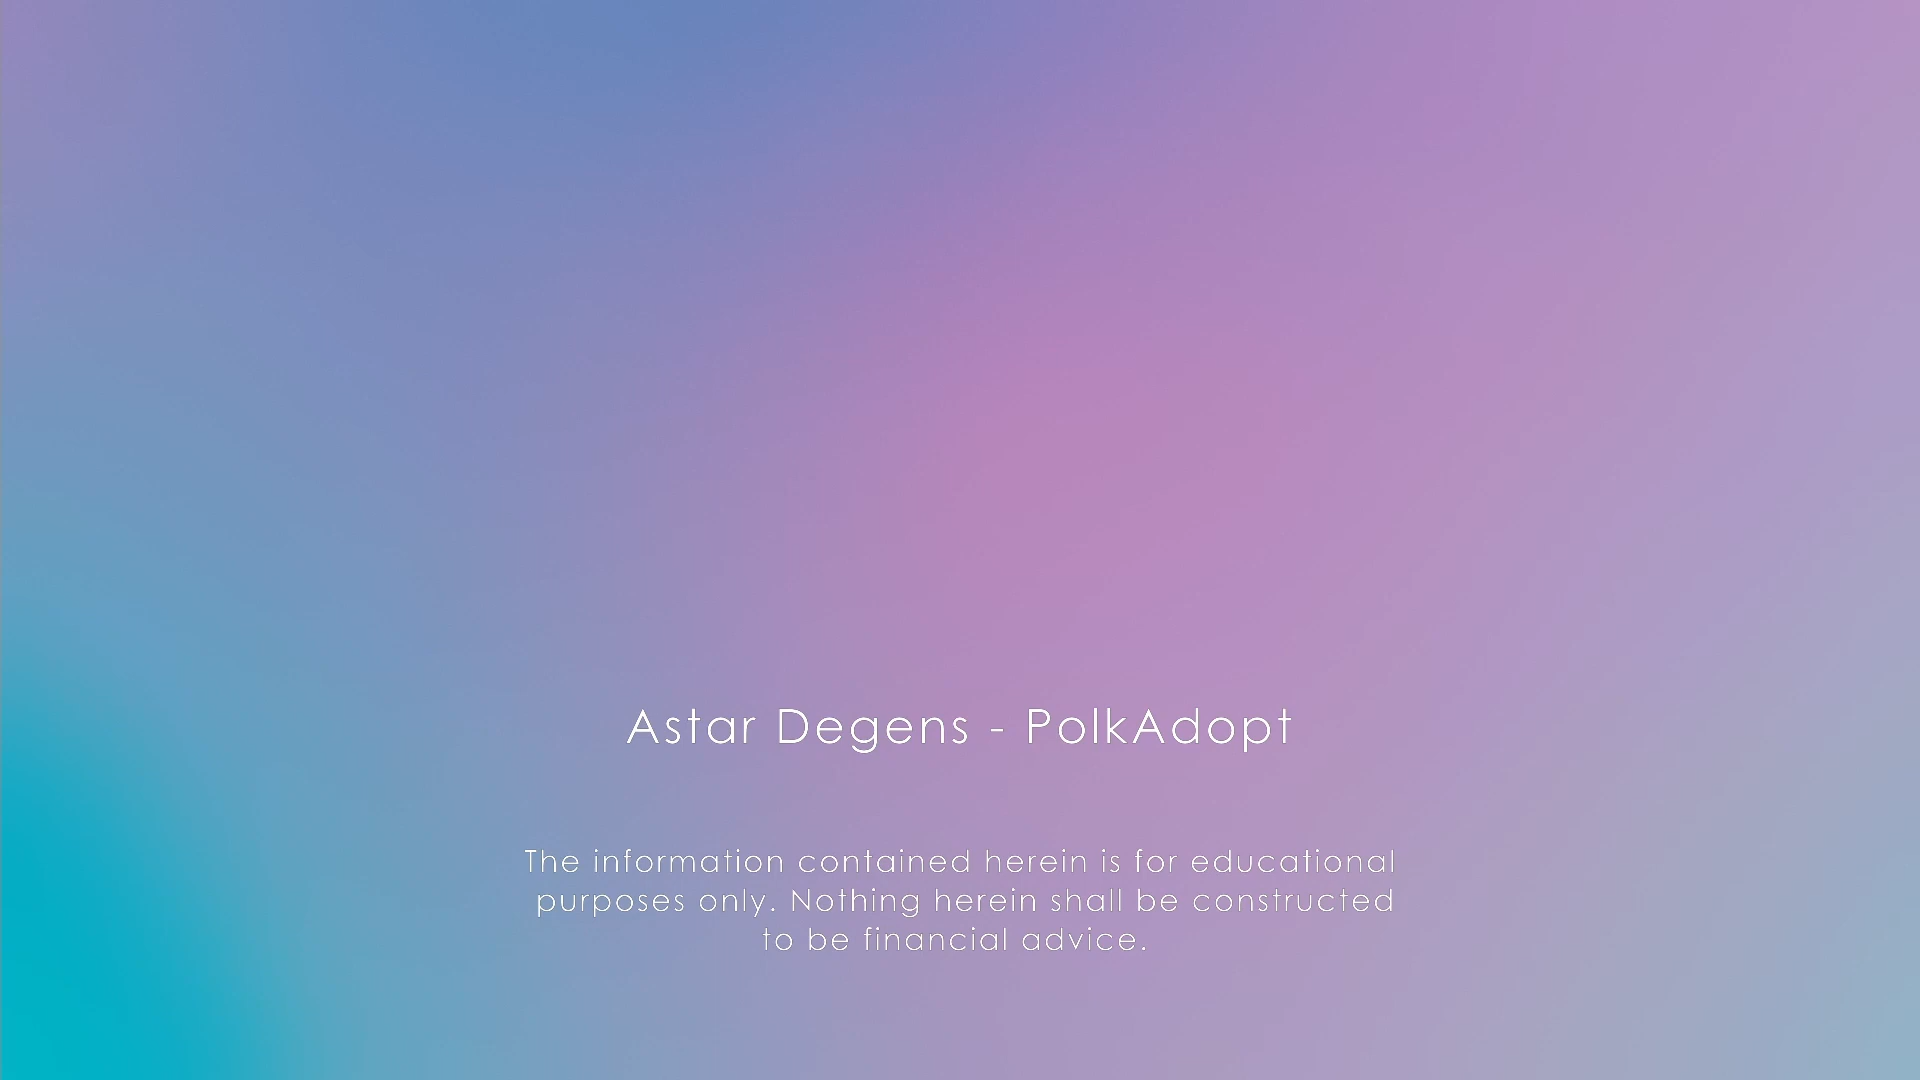 Astar Degens - PolkAdopt
The information contained herein is for educational
purposes only. Nothing herein shall be constructed
to be financial advice.